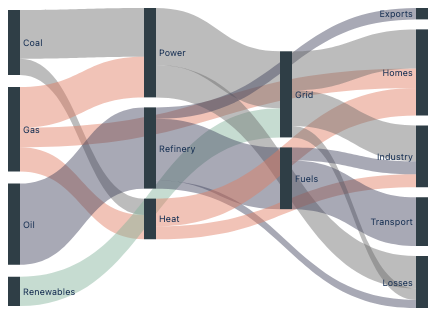 Coal
Gas
Oil
Renewables
Power
Refinery
Heat
Grid
Fuels
Exports
Homes
Industry
Transport
Losses